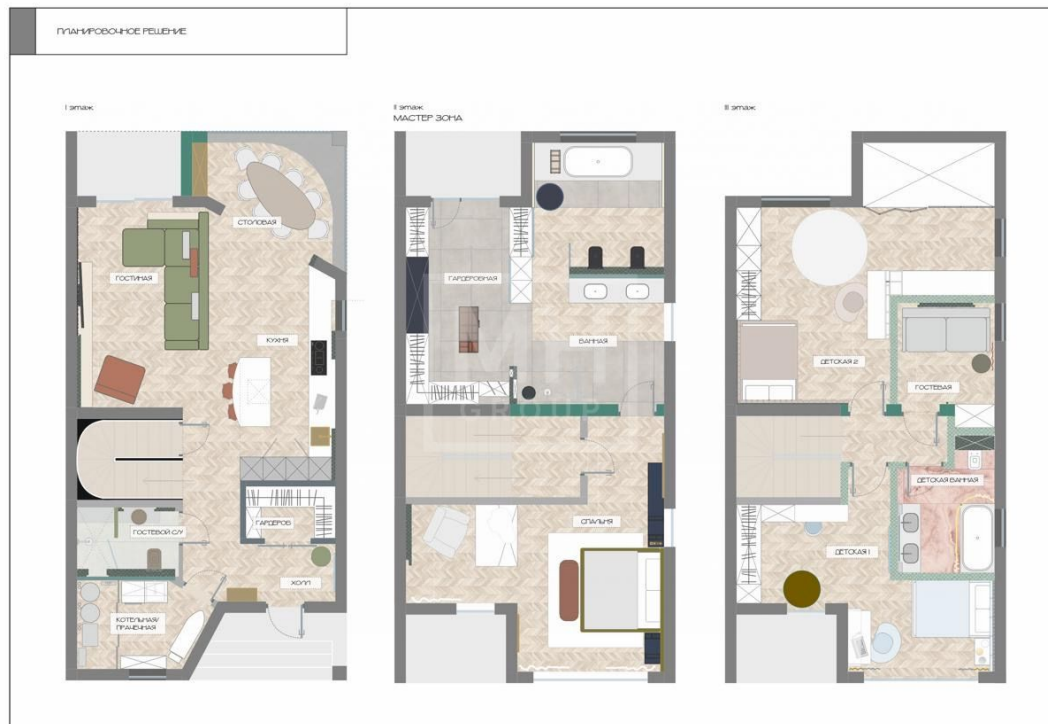 ПЛАНИРОВОЧНОЕ РЕШЕНИЕ
I этаж
II этаж
МАСТЕР ЗОНА
III этаж
СТОЛОВАЯ
ГОСТИНАЯ
КУХНЯ
ГОСТЕВОЙ С/У
ГАРДЕРОБ
ХОЛЛ
КОТЕЛЬНАЯ/
ПРАЧЕЧНАЯ
ГАРДЕРОБНАЯ
ВАННАЯ
СПАЛЬНЯ
ДЕТСКАЯ 2
ГОСТЕВАЯ
ДЕТСКАЯ ВАННАЯ
ДЕТСКАЯ 1
GROUP